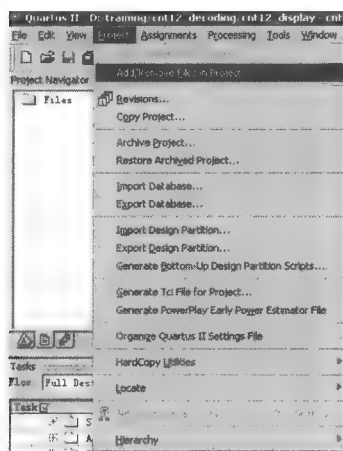 Quartus II - D:/training/cnt12_decoding/cnt12_display - cnt
File Edit View Project Assignments Processing Tools Window
Project Navigator
Files
Add/Remove Files in Project
Revisions...
Copy Project...
Archive Project...
Restore Archived Project...
Import Database...
Export Database...
Import Design Partition...
Export Design Partition...
Generate Bottom-Up Design Partition Scripts...
Generate Tcl File for Project...
Generate PowerPlay Early Power Estimator File
Organize Quartus II Settings File
HardCopy Utilities
Locate
Hierarchy
Tasks
Flow: Full Des
Task
S
A